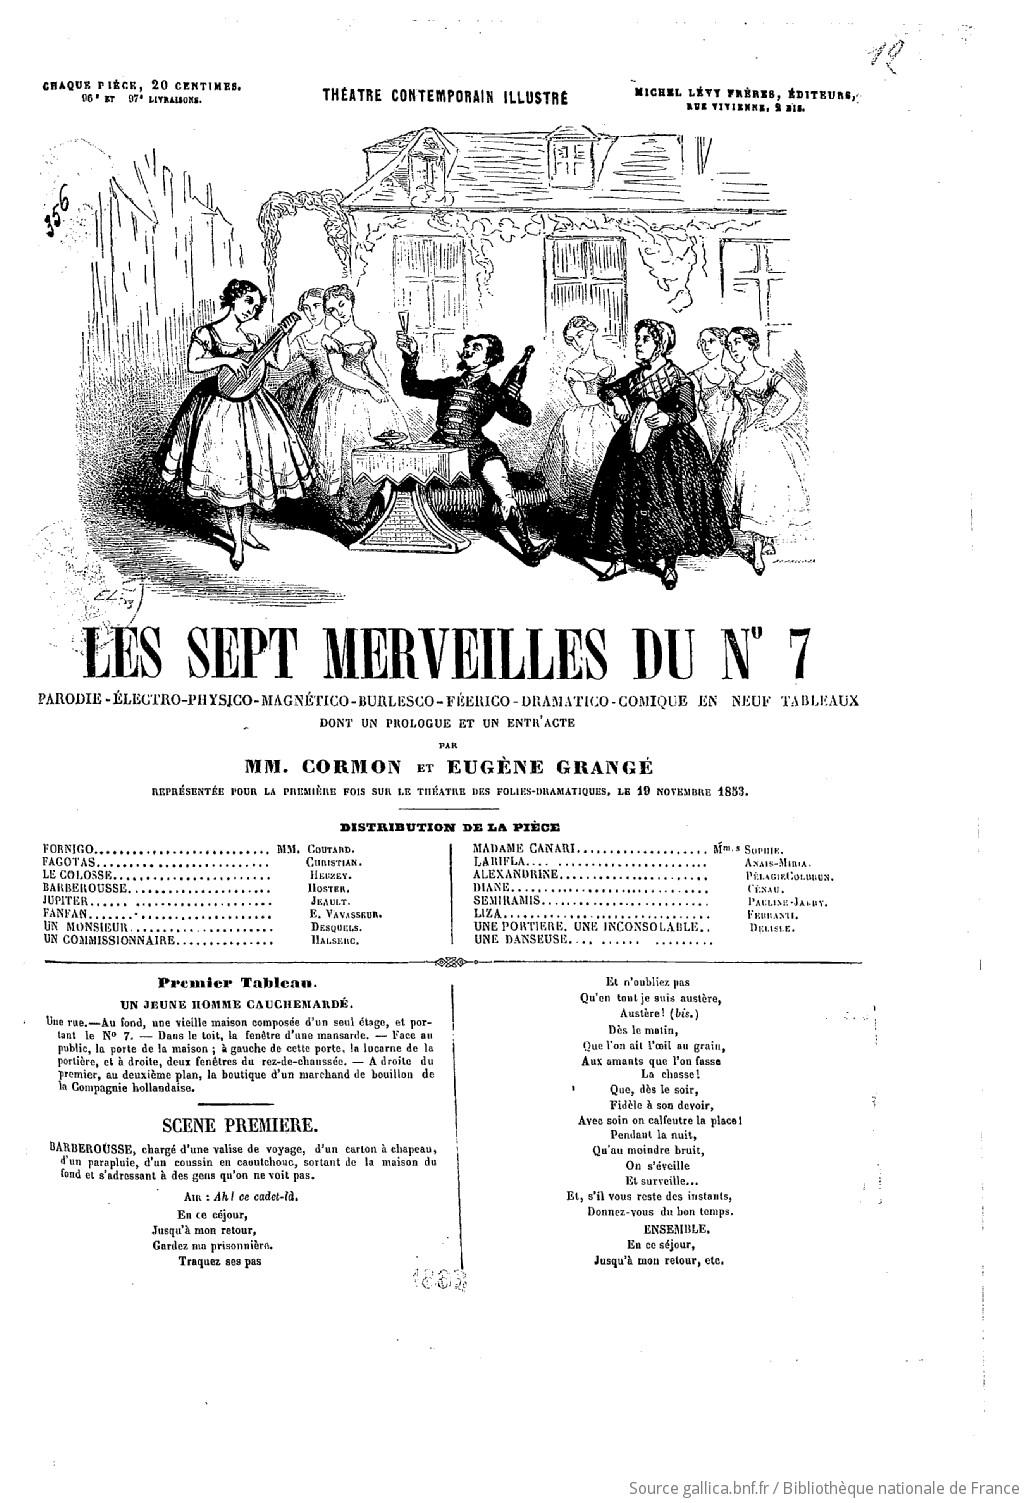 12
CHAQUE PIÈCE, 20 CENTIMES.
96e ET 97e LIVRAISONS.
THÉATRE CONTEMPORAIN ILLUSTRÉ
MICHEL LÉVY FRÈRES, ÉDITEURS,
RUE VIVIENNE, 2 BIS.
356
LES SEPT MERVEILLES DU No 7
PARODIE-ÉLECTRO-PHYSICO-MAGNÉTICO-BURLESCO-FÉERICO-DRAMATICO-COMIQUE EN NEUF TABLEAUX
DONT UN PROLOGUE ET UN ENTR'ACTE
PAR
MM. CORMON ET EUGÈNE GRANGÉ
REPRÉSENTÉE POUR LA PREMIÈRE FOIS SUR LE THÉATRE DES FOLIES-DRAMATIQUES, LE 19 NOVEMBRE 1853.
DISTRIBUTION DE LA PIÈCE
FORNIGO........................... MM. COUTARD.
FAGOTAS........................... CHRISTIAN.
LE COLOSSE........................ HEUZEY.
BARBEROUSSE...................... HOSTER.
JUPITER........................... JEAULT.
FANFAN............................ E. VAVASSEUR.
UN MONSIEUR...................... DESQUELS.
UN COMMISSIONNAIRE............... HALSERC.
MADAME CANARI.................... Mmes SOPHIE.
LARIFLA........................... ANAIS-MIRIA.
ALEXANDRINE....................... PÉLAGIE COLBRUN.
DIANE............................. CÉNAU.
SEMIRAMIS......................... PAULINE-JARRY.
LIZA.............................. FERRANTI.
UNE PORTIERE. UNE INCONSOLABLE.. DELISLE.
UNE DANSEUSE.... ...... .........
Premier Tableau.
UN JEUNE HOMME CAUCHEMARDÉ.
Une rue.—Au fond, une vieille maison composée d'un seul étage, et por-
tant le No 7. — Dans le toit, la fenêtre d'une mansarde. — Face au
public, la porte de la maison ; à gauche de cette porte, la lucarne de la
portière, et à droite, deux fenêtres du rez-de-chaussée. — A droite du
premier, au deuxième plan, la boutique d'un marchand de bouillon de
la Compagnie hollandaise.
SCENE PREMIERE.
BARBEROUSSE, chargé d'une valise de voyage, d'un carton à chapeau,
d'un parapluie, d'un coussin en caoutchouc, sortant de la maison du
fond et s'adressant à des gens qu'on ne voit pas.
AIR : Ah! ce cadet-là.
En ce céjour,
Jusqu'à mon retour,
Gardez ma prisonnière.
Traquez ses pas
Et n'oubliez pas
Qu'en tout je suis austère,
Austère! (bis.)
Dès le matin,
Que l'on ait l'œil au grain,
Aux amants que l'on fasse
La chasse!
Que, dès le soir,
Fidèle à son devoir,
Avec soin on calfeutre la place!
Pendant la nuit,
Qu'au moindre bruit,
On s'éveille
Et surveille...
Et, s'il vous reste des instants,
Donnez-vous du bon temps.
ENSEMBLE.
En ce séjour,
Jusqu'à mon retour, etc.
Source gallica.bnf.fr / Bibliothèque nationale de France